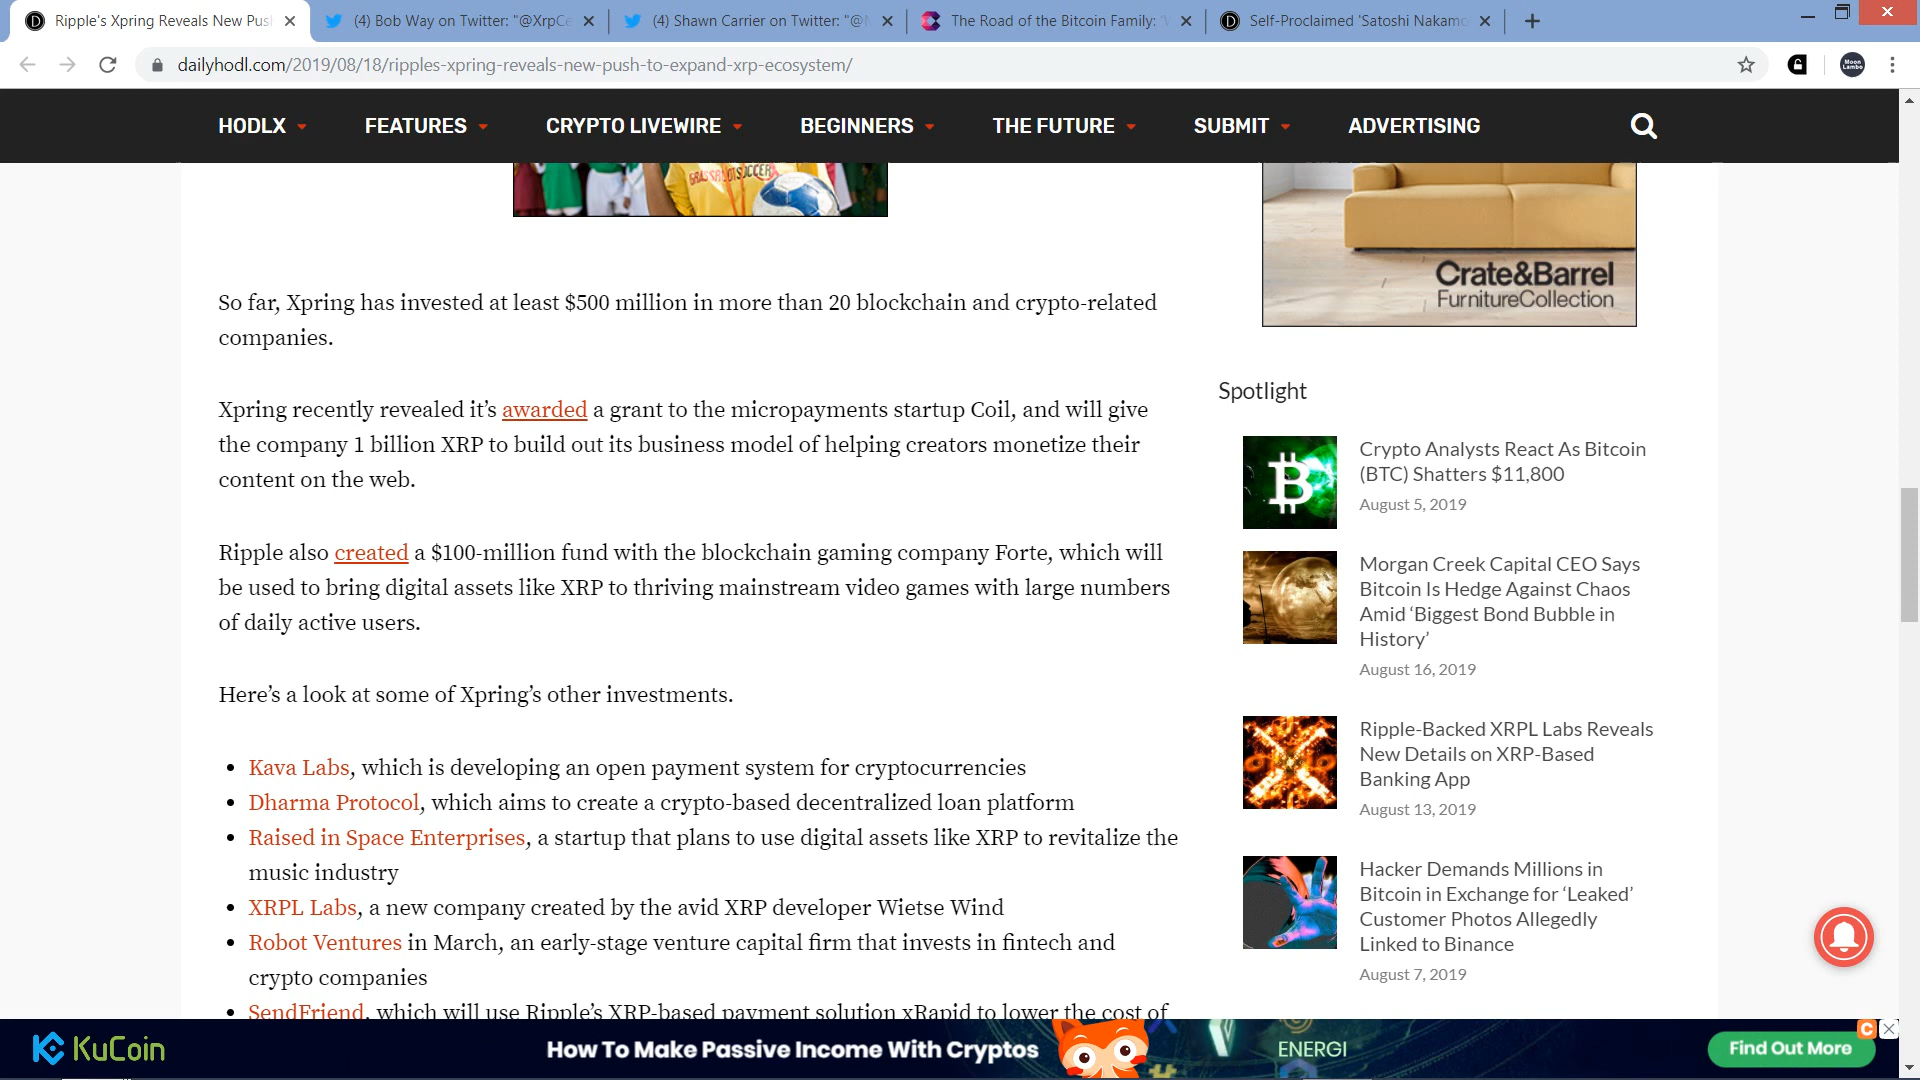 Ripple's Xpring Reveals New Pus
(4) Bob Way on Twitter: "@XrpCe
(4) Shawn Carrier on Twitter: "@
The Road of the Bitcoin Family: '
Self-Proclaimed 'Satoshi Nakamo
dailyhodl.com/2019/08/18/ripples-xpring-reveals-new-push-to-expand-xrp-ecosystem/
HODLX
FEATURES
CRYPTO LIVEWIRE
BEGINNERS
THE FUTURE
SUBMIT
ADVERTISING
Crate&Barrel
FurnitureCollection
So far, Xpring has invested at least $500 million in more than 20 blockchain and crypto-related
companies.
Xpring recently revealed it’s awarded a grant to the micropayments startup Coil, and will give
the company 1 billion XRP to build out its business model of helping creators monetize their
content on the web.
Ripple also created a $100-million fund with the blockchain gaming company Forte, which will
be used to bring digital assets like XRP to thriving mainstream video games with large numbers
of daily active users.
Here’s a look at some of Xpring’s other investments.
• Kava Labs, which is developing an open payment system for cryptocurrencies
• Dharma Protocol, which aims to create a crypto-based decentralized loan platform
• Raised in Space Enterprises, a startup that plans to use digital assets like XRP to revitalize the
music industry
• XRPL Labs, a new company created by the avid XRP developer Wietse Wind
• Robot Ventures in March, an early-stage venture capital firm that invests in fintech and
crypto companies
• SendFriend, which will use Ripple’s XRP-based payment solution xRapid to lower the cost of
Spotlight
Crypto Analysts React As Bitcoin
(BTC) Shatters $11,800
August 5, 2019
Morgan Creek Capital CEO Says
Bitcoin Is Hedge Against Chaos
Amid ‘Biggest Bond Bubble in
History’
August 16, 2019
Ripple-Backed XRPL Labs Reveals
New Details on XRP-Based
Banking App
August 13, 2019
Hacker Demands Millions in
Bitcoin in Exchange for ‘Leaked’
Customer Photos Allegedly
Linked to Binance
August 7, 2019
KuCoin
How To Make Passive Income With Cryptos
ENERGI
Find Out More